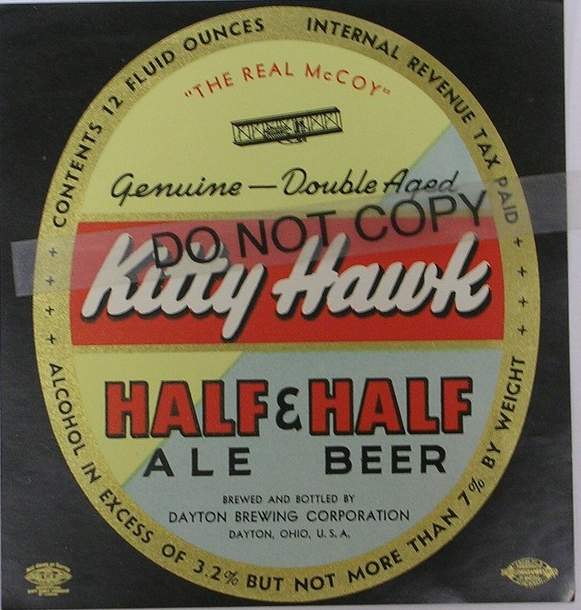 CONTENTS 12 FLUID OUNCES
INTERNAL REVENUE TAX PAID
"THE REAL McCOY"
Genuine — Double Aged
DO NOT COPY
Kitty Hawk
HALF & HALF
ALE BEER
BREWED AND BOTTLED BY
DAYTON BREWING CORPORATION
DAYTON, OHIO, U. S. A.
ALCOHOL IN EXCESS OF 3.2% BUT NOT MORE THAN 7% BY WEIGHT